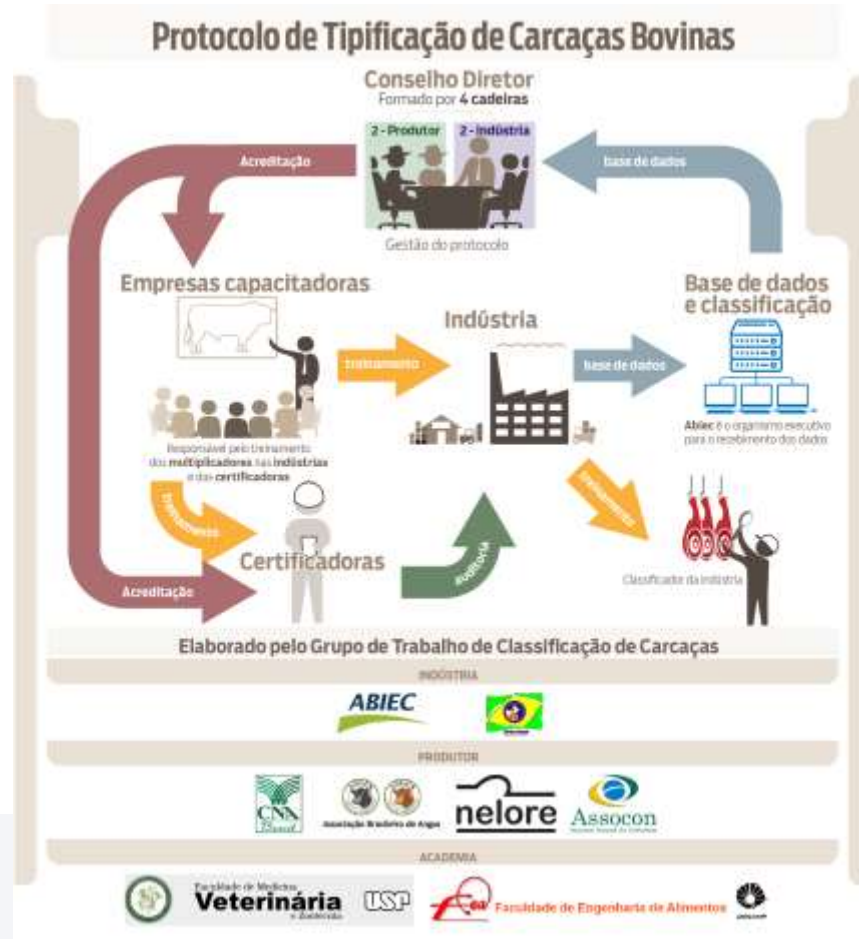 Protocolo de Tipificação de Carcaças Bovinas
Conselho Diretor
Formado por 4 cadeiras
2 - Produtor
2 - Indústria
Acreditação
base de dados
Gestão do protocolo
Empresas capacitadoras
Indústria
Base de dados
e classificação
treinamento
base de dados
Responsável pelo treinamento
dos multiplicadores nas indústrias
e das certificadoras
Abiec é o organismo executivo
para o recebimento dos dados
treinamento
treinamento
Certificadoras
auditoria
Classificador da indústria
Acreditação
Elaborado pelo Grupo de Trabalho de Classificação de Carcaças
INDÚSTRIA
ABIEC
PRODUTOR
Associação Brasileira de Angus
nelore
Assocon
ACADEMIA
Faculdade de Medicina
Veterinária
e Zootecnia
USP
Fea
Faculdade de Engenharia de Alimentos